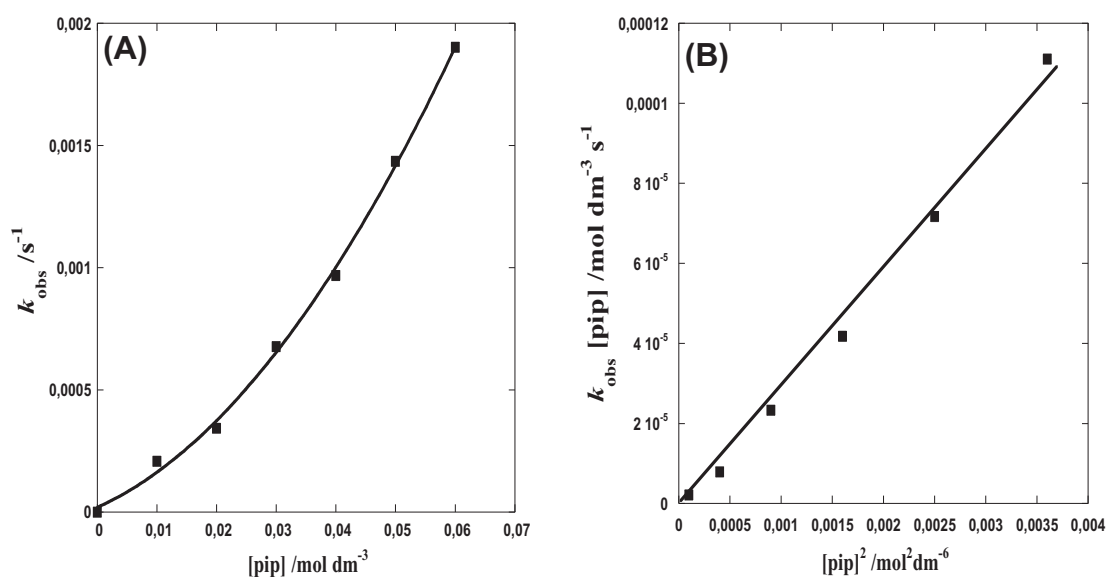 (A)
0,002
0,0015
0,001
0,0005
0
k_obs /s⁻¹
0 0,01 0,02 0,03 0,04 0,05 0,06 0,07
[pip] /mol dm⁻³
(B)
0,00012
0,0001
8 10⁻⁵
6 10⁻⁵
4 10⁻⁵
2 10⁻⁵
0
k_obs [pip] /mol dm⁻³ s⁻¹
0 0,0005 0,001 0,0015 0,002 0,0025 0,003 0,0035 0,004
[pip]² /mol²dm⁻⁶